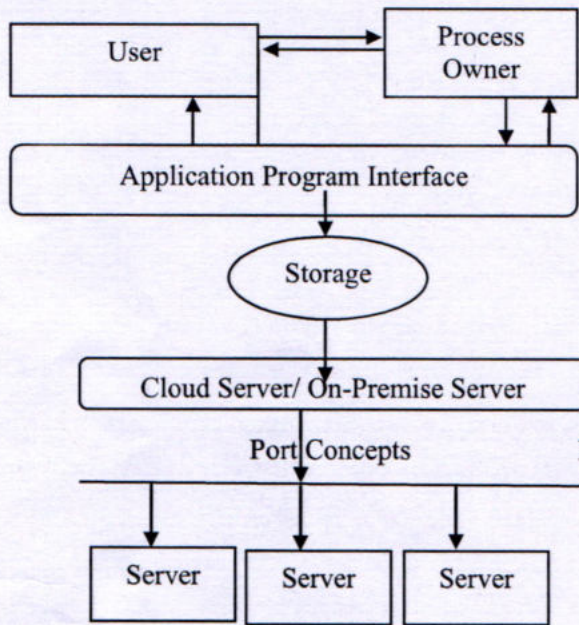 User
Process
Owner
Application Program Interface
Storage
Cloud Server/ On-Premise Server
Port Concepts
Server
Server
Server